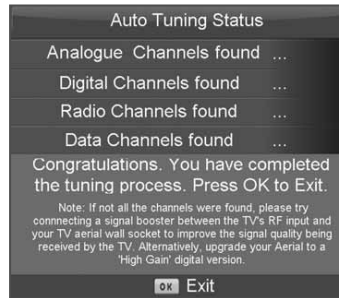 Auto Tuning Status
Analogue Channels found ...
Digital Channels found ...
Radio Channels found ...
Data Channels found ...
Congratulations. You have completed
the tuning process. Press OK to Exit.
Note: If not all the channels were found, please try
connnecting a signal booster between the TV's RF input and
your TV aerial wall socket to improve the signal quality being
received by the TV. Alternatively, upgrade your Aerial to a
'High Gain' digital version.
OK Exit